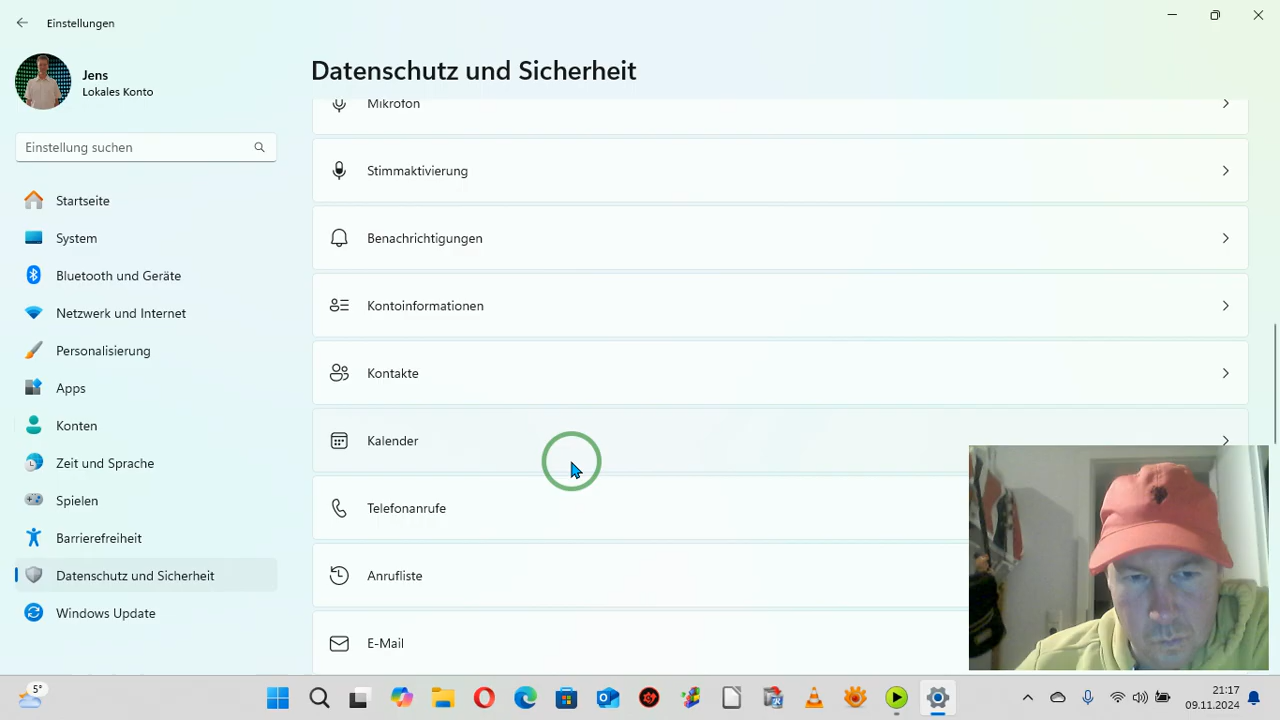 Einstellungen
Jens
Lokales Konto
Einstellung suchen
Startseite
System
Bluetooth und Geräte
Netzwerk und Internet
Personalisierung
Apps
Konten
Zeit und Sprache
Spielen
Barrierefreiheit
Datenschutz und Sicherheit
Windows Update
Datenschutz und Sicherheit
Mikrofon
Stimmaktivierung
Benachrichtigungen
Kontoinformationen
Kontakte
Kalender
Telefonanrufe
Anrufliste
E-Mail
5°
21:17
09.11.2024